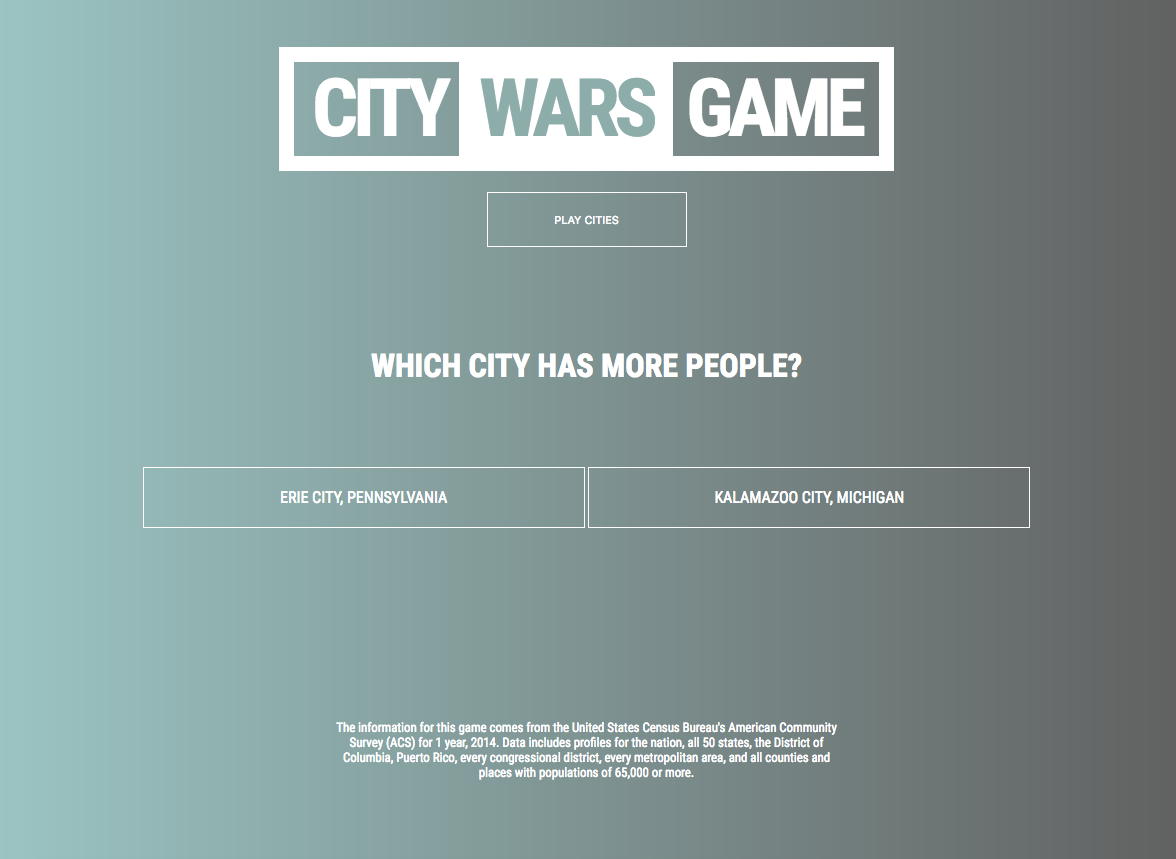 CITY WARS GAME
PLAY CITIES
WHICH CITY HAS MORE PEOPLE?
ERIE CITY, PENNSYLVANIA
KALAMAZOO CITY, MICHIGAN
The information for this game comes from the United States Census Bureau's American Community
Survey (ACS) for 1 year, 2014. Data includes profiles for the nation, all 50 states, the District of
Columbia, Puerto Rico, every congressional district, every metropolitan area, and all counties and
places with populations of 65,000 or more.